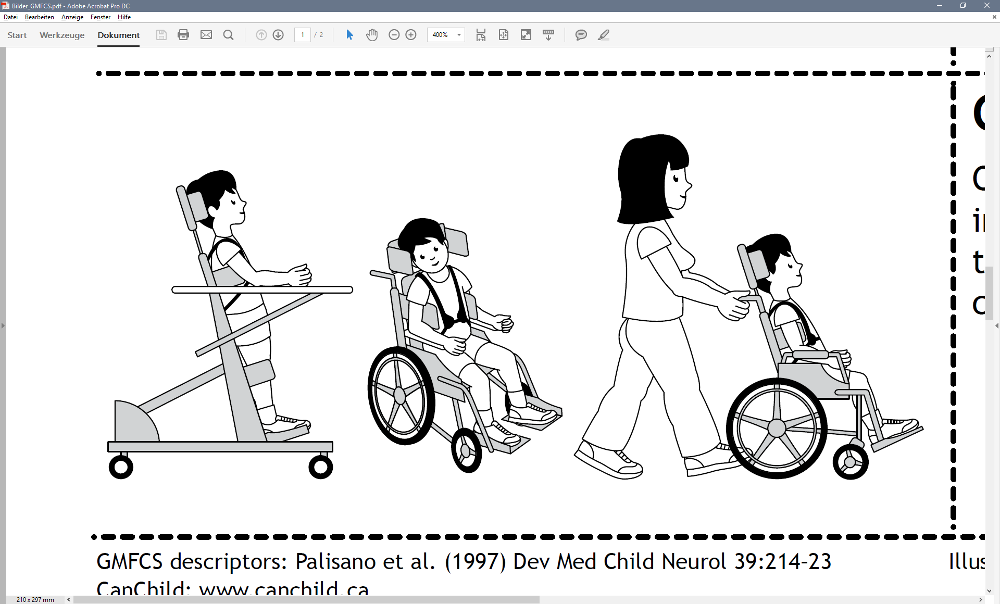 Bilder_GMFCS.pdf - Adobe Acrobat Pro DC
Datei Bearbeiten Anzeige Fenster Hilfe
Start Werkzeuge Dokument 1 / 2 400%
GMFCS descriptors: Palisano et al. (1997) Dev Med Child Neurol 39:214-23
CanChild: www.canchild.ca
210 x 297 mm